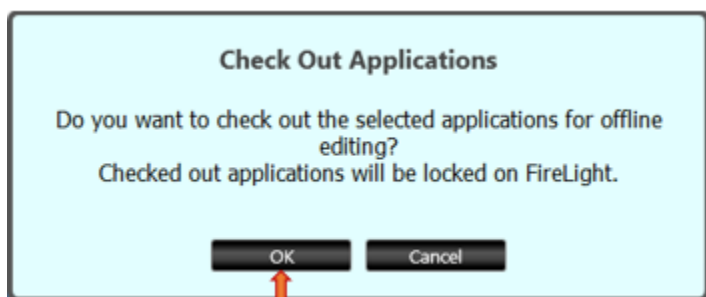 Check Out Applications
Do you want to check out the selected applications for offline
editing?
Checked out applications will be locked on FireLight.
OK
Cancel